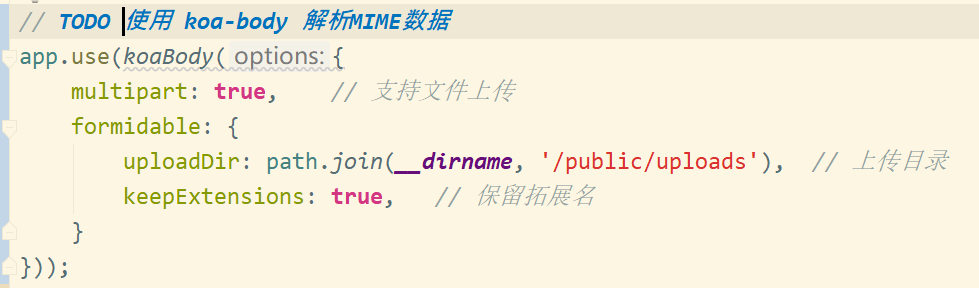 // TODO 使用 koa-body 解析MIME数据
app.use(koaBody( options: {
    multipart: true,    // 支持文件上传
    formidable: {
        uploadDir: path.join(__dirname, '/public/uploads'),  // 上传目录
        keepExtensions: true,   // 保留拓展名
    }
}));